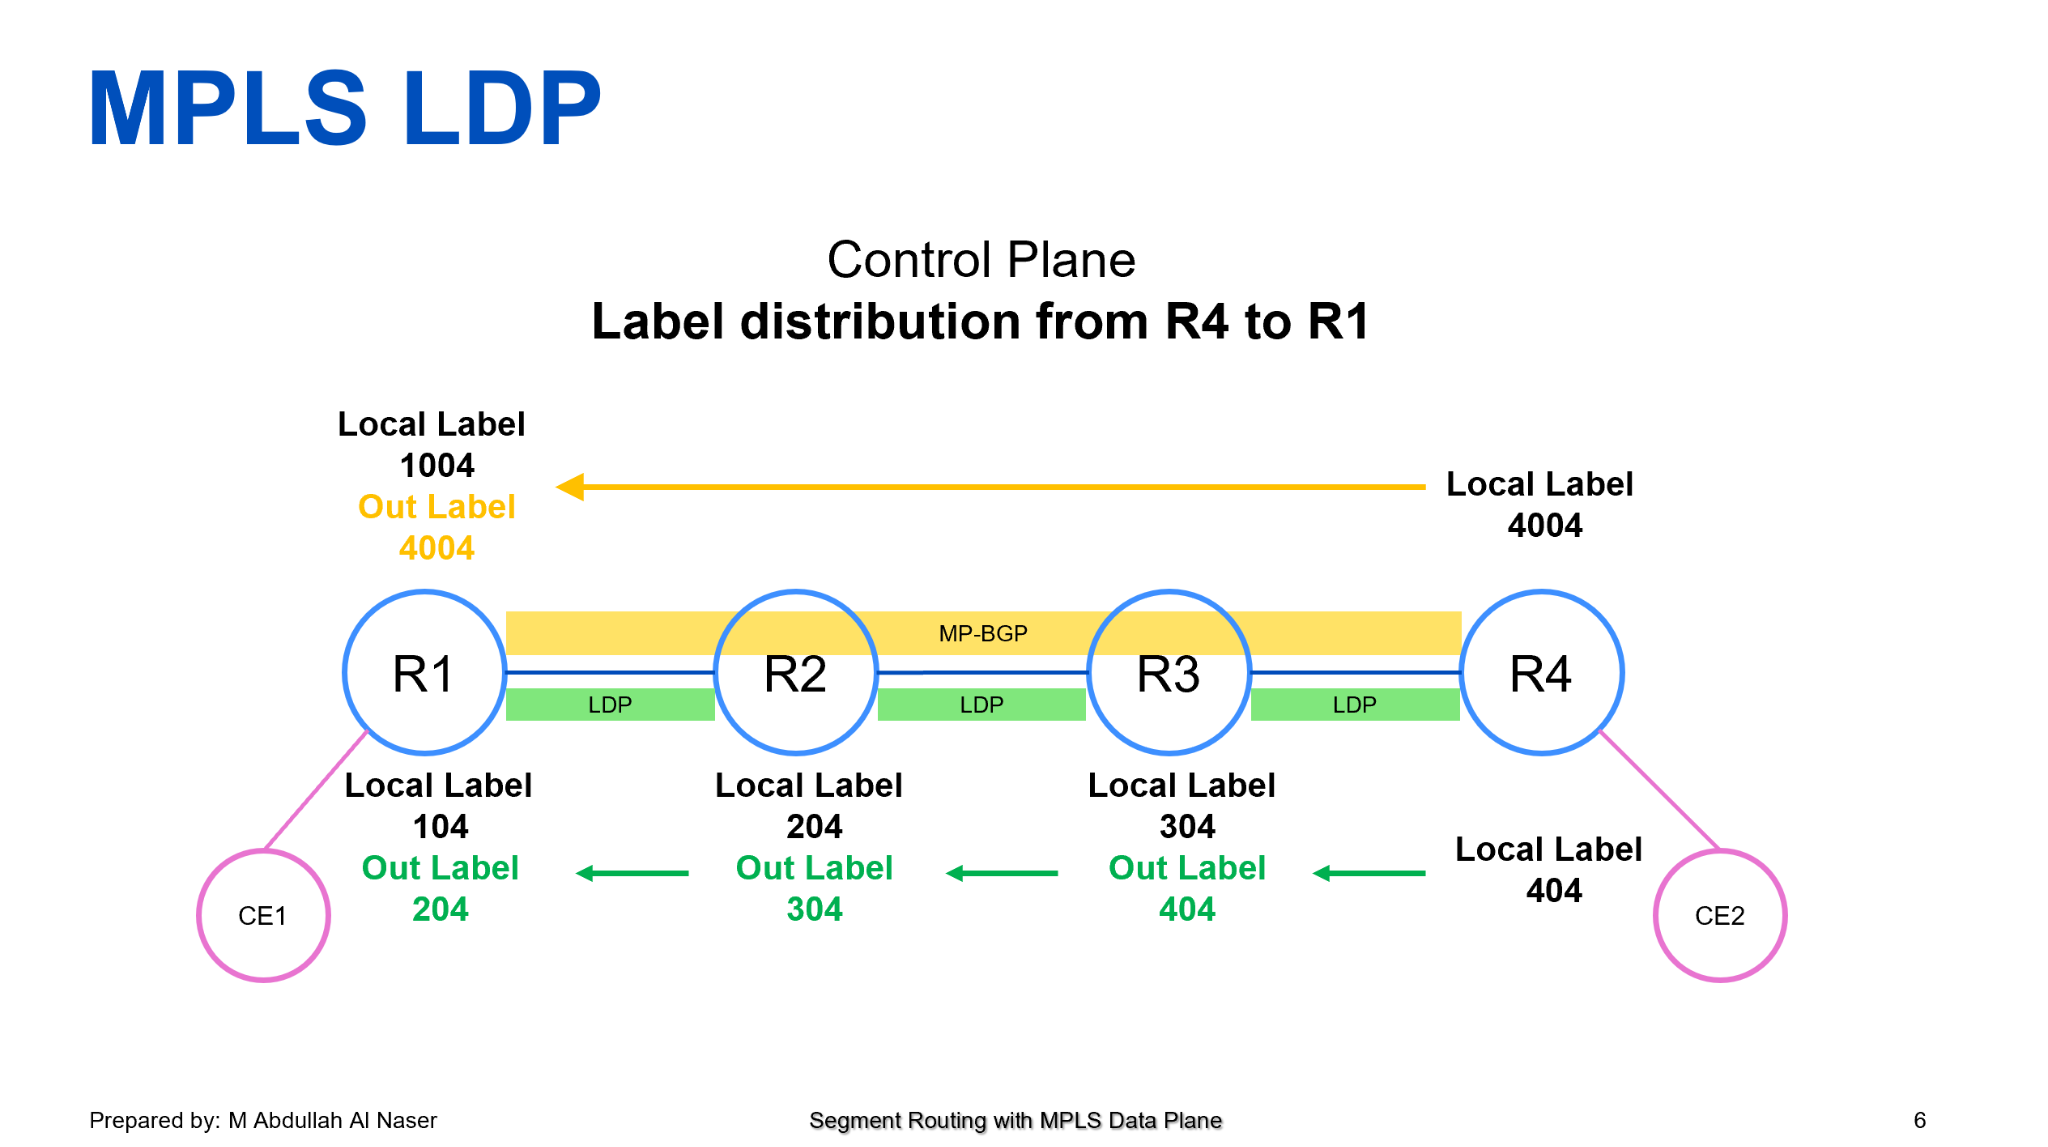 MPLS LDP
Control Plane
Label distribution from R4 to R1
Local Label
1004
Out Label
4004
Local Label
4004
MP-BGP
R1
R2
R3
R4
LDP
LDP
LDP
Local Label
104
Out Label
204
Local Label
204
Out Label
304
Local Label
304
Out Label
404
Local Label
404
CE1
CE2
Prepared by: M Abdullah Al Naser
Segment Routing with MPLS Data Plane
6